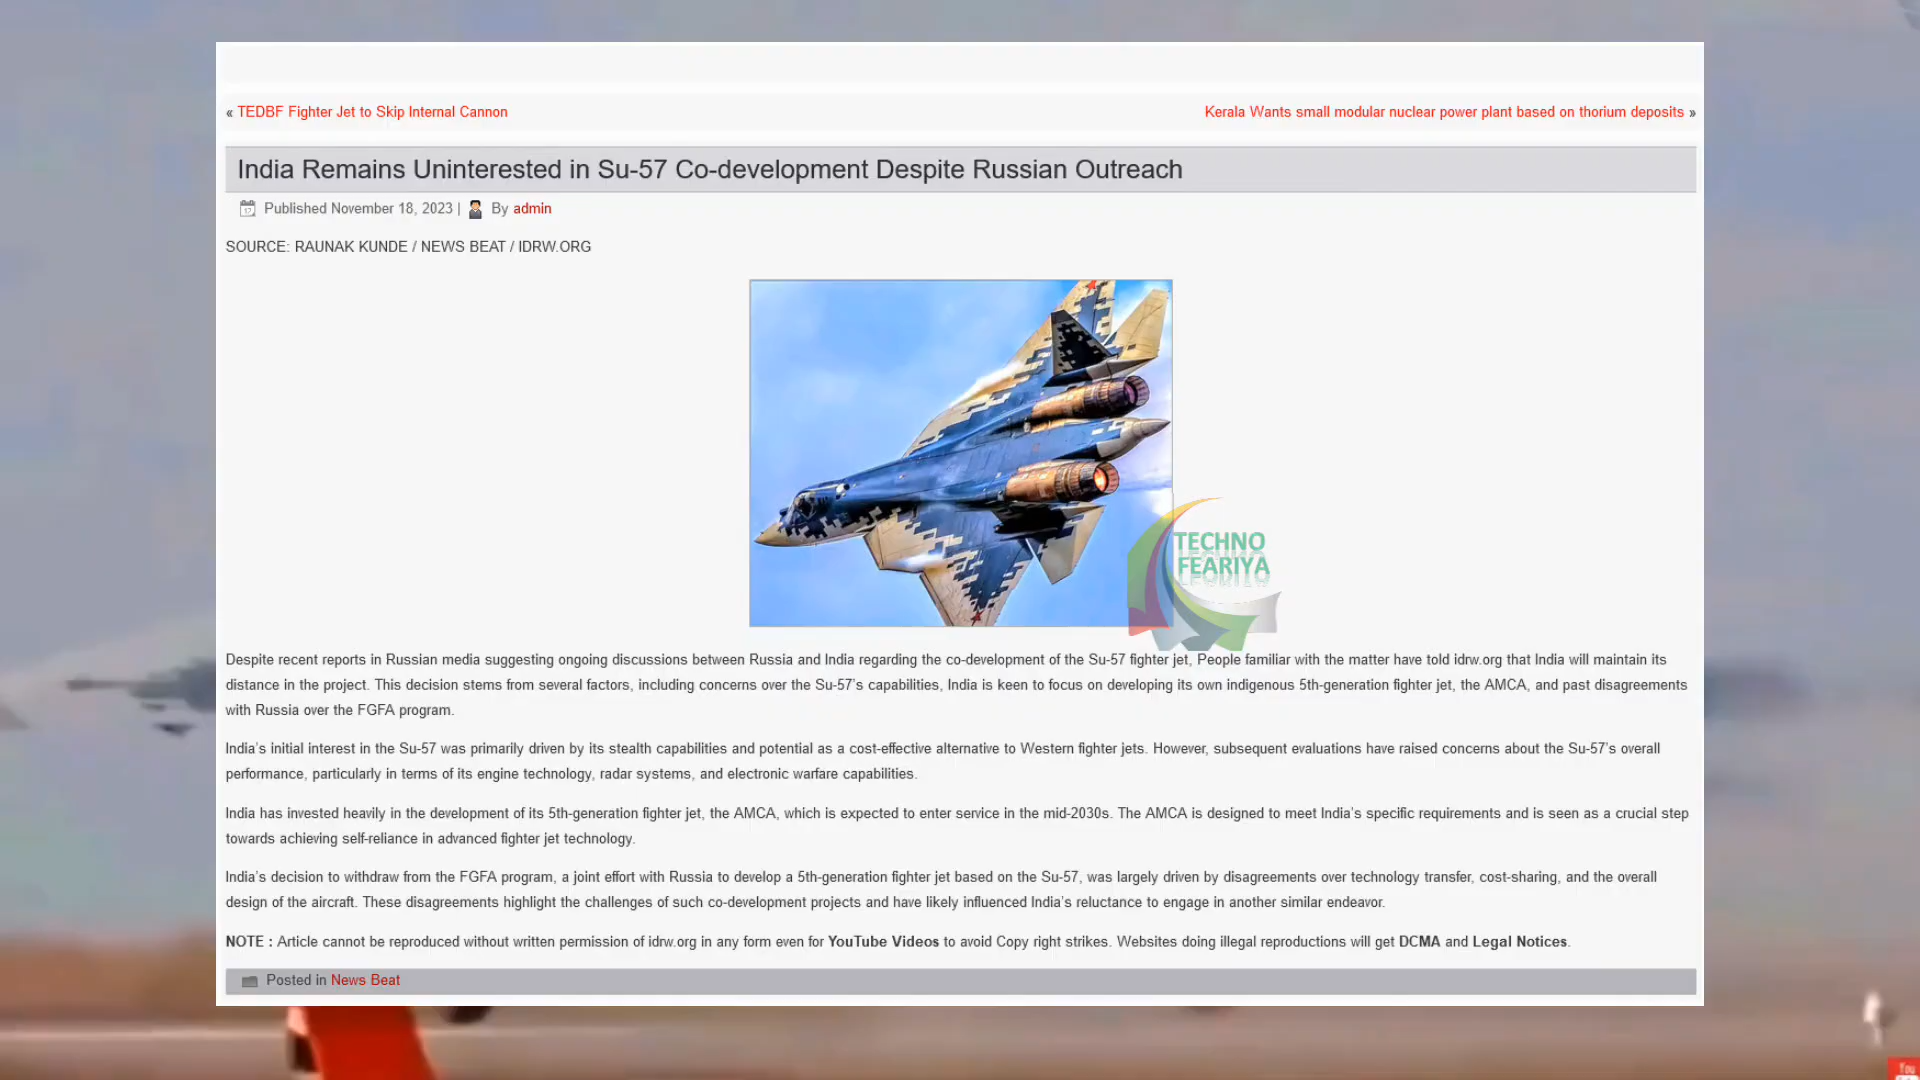 « TEDBF Fighter Jet to Skip Internal Cannon
Kerala Wants small modular nuclear power plant based on thorium deposits »
India Remains Uninterested in Su-57 Co-development Despite Russian Outreach
Published November 18, 2023 | By admin
SOURCE: RAUNAK KUNDE / NEWS BEAT / IDRW.ORG
TECHNO
FEARIYA
Despite recent reports in Russian media suggesting ongoing discussions between Russia and India regarding the co-development of the Su-57 fighter jet, People familiar with the matter have told idrw.org that India will maintain its
distance in the project. This decision stems from several factors, including concerns over the Su-57's capabilities, India is keen to focus on developing its own indigenous 5th-generation fighter jet, the AMCA, and past disagreements
with Russia over the FGFA program.
India's initial interest in the Su-57 was primarily driven by its stealth capabilities and potential as a cost-effective alternative to Western fighter jets. However, subsequent evaluations have raised concerns about the Su-57's overall
performance, particularly in terms of its engine technology, radar systems, and electronic warfare capabilities.
India has invested heavily in the development of its 5th-generation fighter jet, the AMCA, which is expected to enter service in the mid-2030s. The AMCA is designed to meet India's specific requirements and is seen as a crucial step
towards achieving self-reliance in advanced fighter jet technology.
India's decision to withdraw from the FGFA program, a joint effort with Russia to develop a 5th-generation fighter jet based on the Su-57, was largely driven by disagreements over technology transfer, cost-sharing, and the overall
design of the aircraft. These disagreements highlight the challenges of such co-development projects and have likely influenced India's reluctance to engage in another similar endeavor.
NOTE : Article cannot be reproduced without written permission of idrw.org in any form even for YouTube Videos to avoid Copy right strikes. Websites doing illegal reproductions will get DCMA and Legal Notices.
Posted in News Beat
You